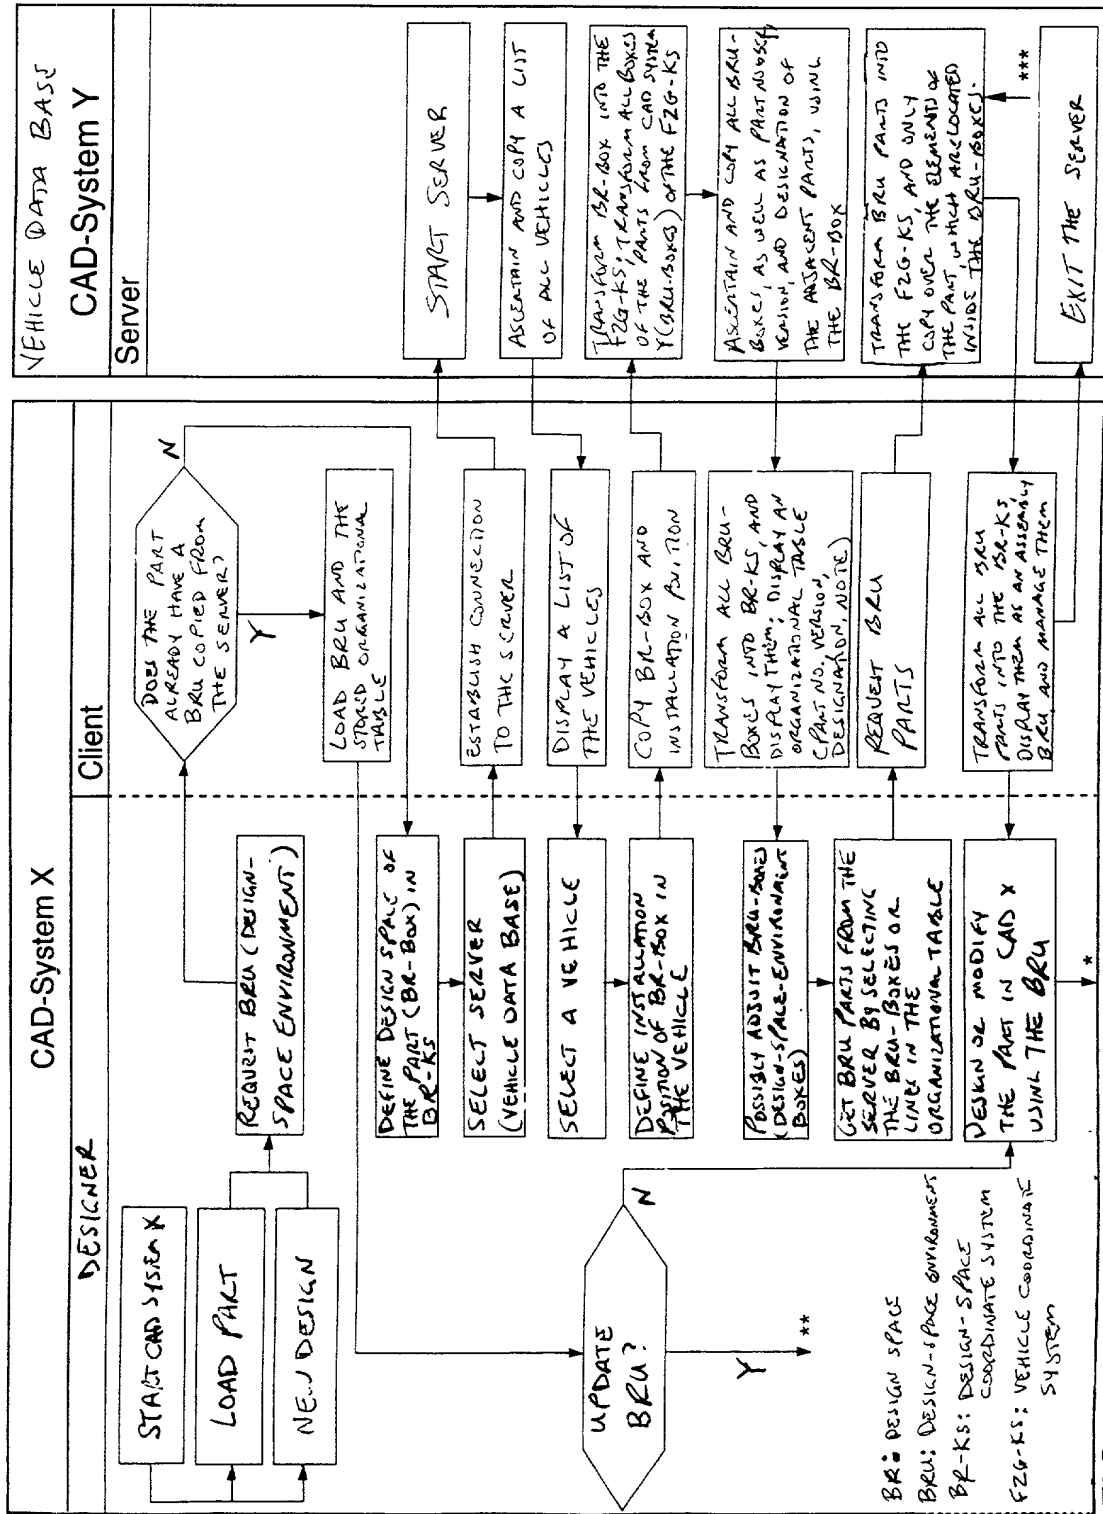 CAD-System X
DESIGNER
Client
START CAD SYSTEM X
LOAD PART
NEW DESIGN
REQUEST BRU (DESIGN-
SPACE ENVIRONMENT)
DOES THE PART
ALREADY HAVE A
BRU COPIED FROM
THE SERVER?
N
Y
LOAD BRU AND THE
STORED ORGANIZATIONAL
TABLE
DEFINE DESIGN SPACE OF
THE PART (BR-BOX) IN
BR-KS
SELECT SERVER
(VEHICLE DATA BASE)
ESTABLISH CONNECTION
TO THE SERVER
SELECT A VEHICLE
DISPLAY A LIST OF
THE VEHICLES
DEFINE INSTALLATION
POSITION OF BR-BOX IN
THE VEHICLE
COPY BR-BOX AND
INSTALLATION POSITION
POSSIBLY ADJUST BRU-BOXES
(DESIGN-SPACE-ENVIRONMENT
BOXES)
TRANSFORM ALL BRU-
BOXES INTO BR-KS, AND
DISPLAY THEM; DISPLAY AN
ORGANIZATIONAL TABLE
(PART NO. VERSION,
DESIGNATION, NOTE)
GET BRU PARTS FROM THE
SERVER BY SELECTING
THE BRU-BOXES OR
LINES IN THE
ORGANIZATIONAL TABLE
REQUEST BRU
PARTS
UPDATE
BRU?
N
Y
**
DESIGN OR MODIFY
THE PART IN CAD X
USING THE BRU
*
TRANSFORM ALL BRU
PARTS INTO THE BR-KS,
DISPLAY THEM AS AN ASSEMBLY
BRU, AND MANAGE THEM
BR: DESIGN SPACE
BRU: DESIGN-SPACE ENVIRONMENT
BR-KS: DESIGN-SPACE
COORDINATE SYSTEM
FZG-KS: VEHICLE COORDINATE
SYSTEM
VEHICLE DATA BASE
CAD-System Y
Server
START SERVER
ASCERTAIN AND COPY A LIST
OF ALL VEHICLES
TRANSFORM BR-BOX INTO THE
FZG-KS; TRANSFORM ALL BOXES
OF THE PARTS FROM CAD SYSTEM
Y (BRU-BOXES) OF THE FZG-KS
ASCERTAIN AND COPY ALL BRU-
BOXES, AS WELL AS PART NUMBER,
VERSION, AND DESIGNATION OF
THE ADJACENT PARTS, USING
THE BR-BOX
TRANSFORM BRU PARTS INTO
THE FZG-KS, AND ONLY
COPY OVER THE ELEMENTS OF
THE PART, WHICH ARE LOCATED
INSIDE THE BRU-BOXES.
***
EXIT THE SERVER